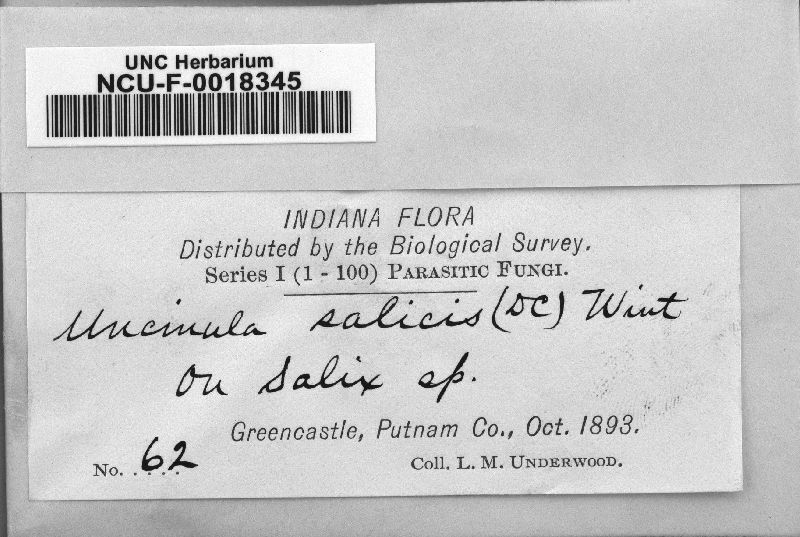 UNC Herbarium
NCU-F-0018345
INDIANA FLORA
Distributed by the Biological Survey.
Series I (1 - 100) PARASITIC FUNGI.
Uncinula salicis (DC) Wint
on Salix sp.
Greencastle, Putnam Co., Oct. 1893.
No. .62. .
Coll. L. M. UNDERWOOD.